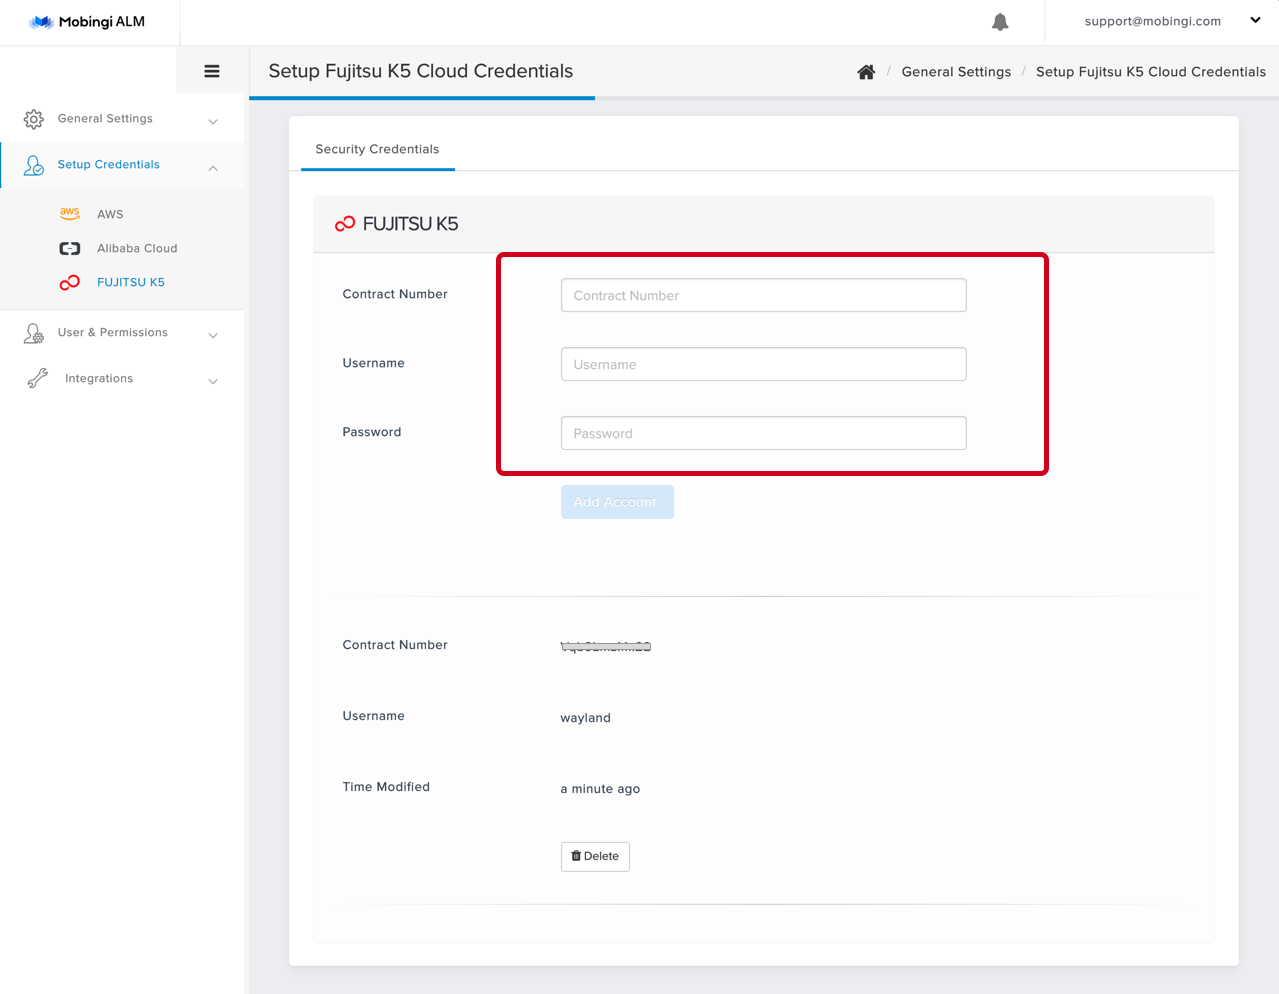 Mobingi ALM
support@mobingi.com
Setup Fujitsu K5 Cloud Credentials
/ General Settings / Setup Fujitsu K5 Cloud Credentials
General Settings
Setup Credentials
aws AWS
Alibaba Cloud
FUJITSU K5
User & Permissions
Integrations
Security Credentials
FUJITSU K5
Contract Number
Contract Number
Username
Username
Password
Password
Add Account
Contract Number
Username
wayland
Time Modified
a minute ago
Delete